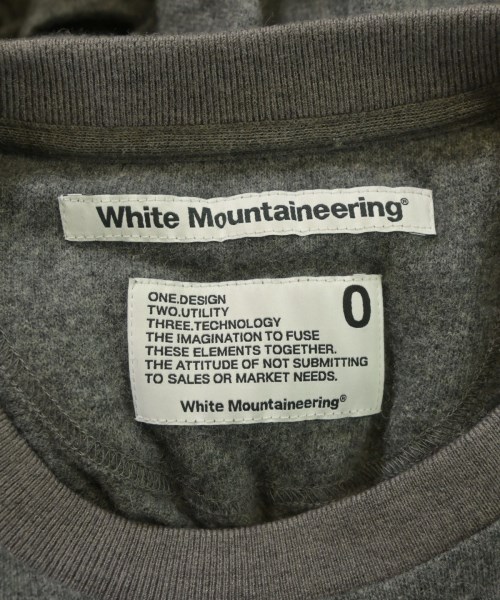 White Mountaineering®
0
ONE.DESIGN
TWO.UTILITY
THREE.TECHNOLOGY
THE IMAGINATION TO FUSE
THESE ELEMENTS TOGETHER.
THE ATTITUDE OF NOT SUBMITTING
TO SALES OR MARKET NEEDS.
White Mountaineering®